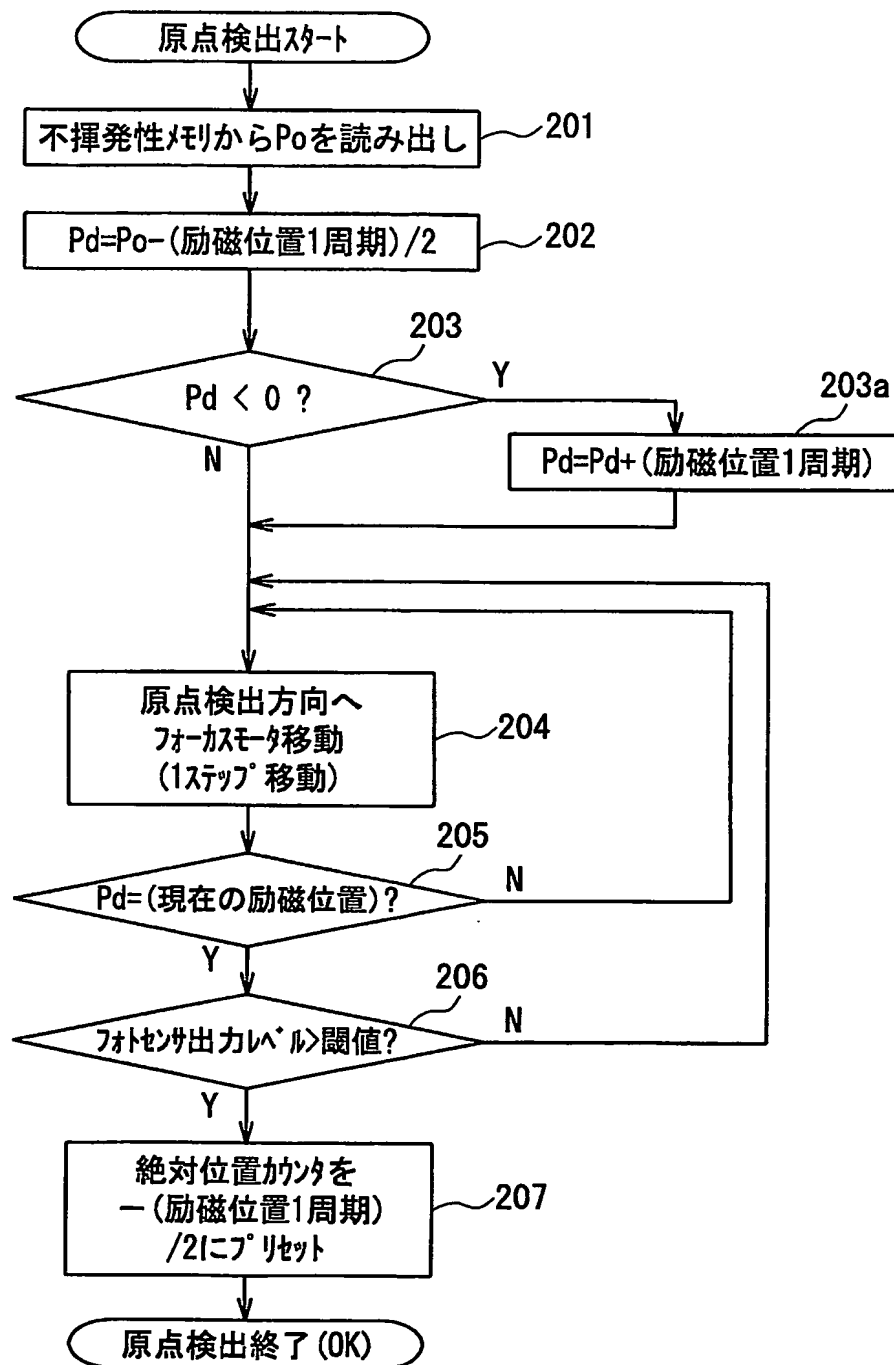 原点検出スタート
不揮発性メモリからPoを読み出し
201
Pd=Po-(励磁位置1周期)/2
202
203
Pd < 0 ?
Y
N
203a
Pd=Pd+(励磁位置1周期)
原点検出方向へ
フォーカスモータ移動
(1ステップ移動)
204
205
Pd=(現在の励磁位置)?
N
Y
206
フォトセンサ出力レベル>閾値?
N
Y
絶対位置カウンタを
-(励磁位置1周期)
/2にプリセット
207
原点検出終了(OK)